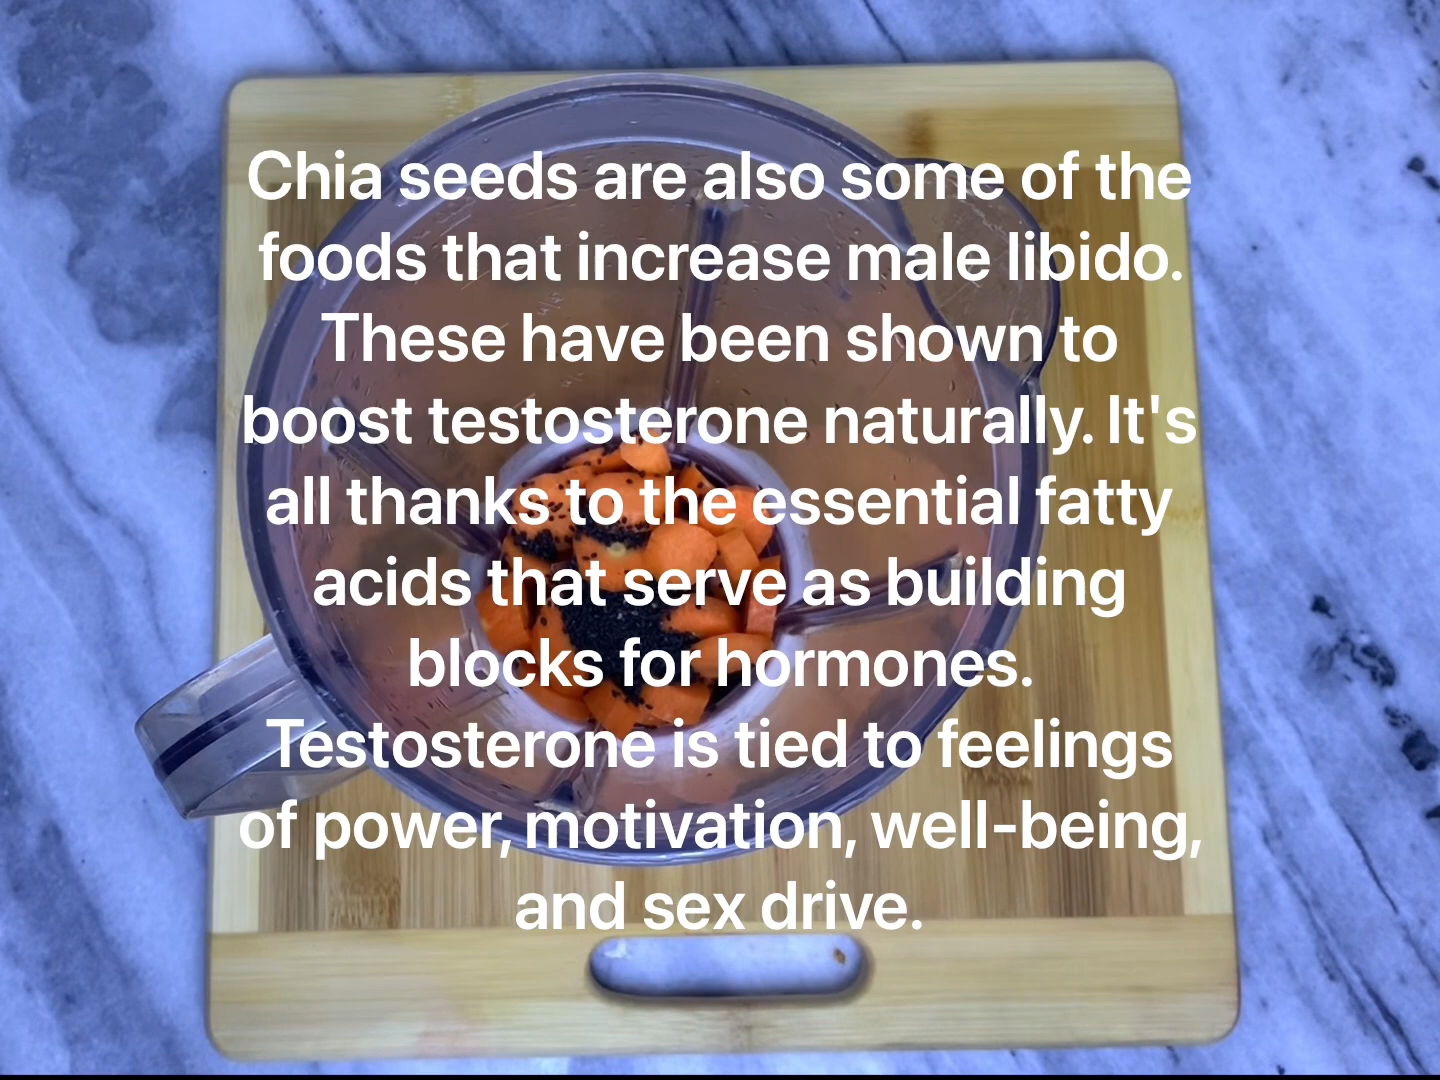 Chia seeds are also some of the
foods that increase male libido.
These have been shown to
boost testosterone naturally. It's
all thanks to the essential fatty
acids that serve as building
blocks for hormones.
Testosterone is tied to feelings
of power, motivation, well-being,
and sex drive.